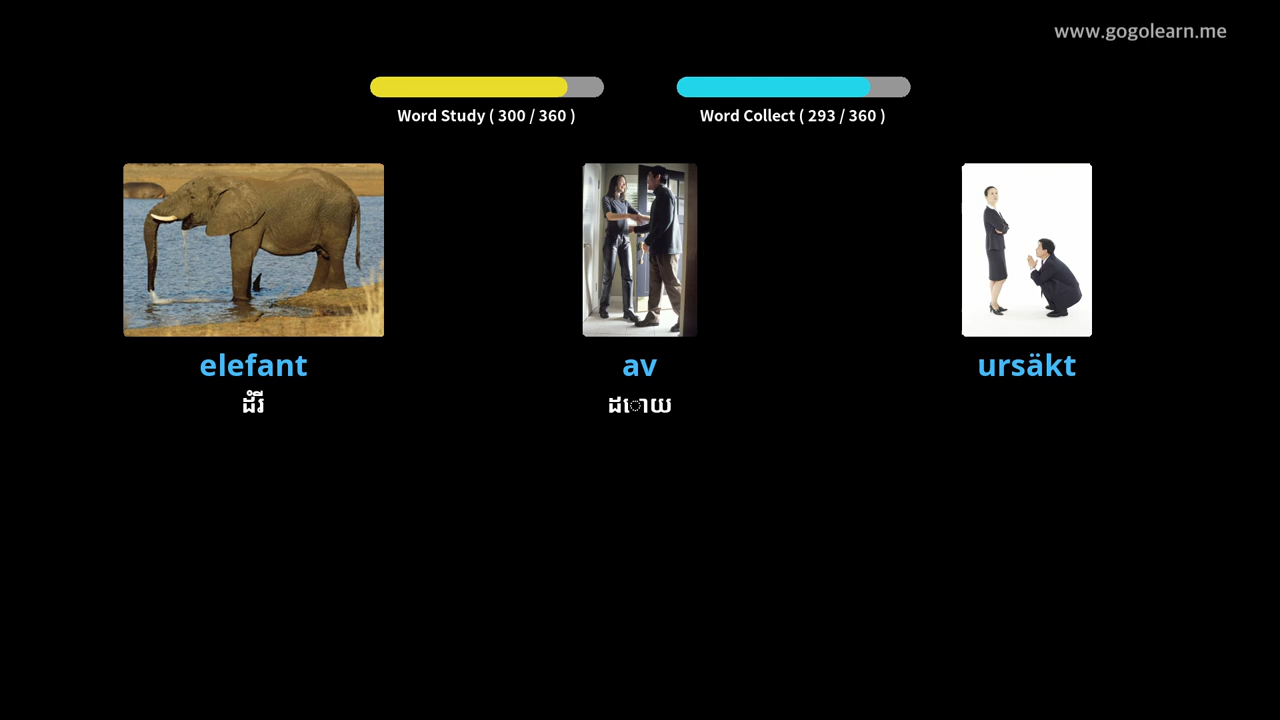 www.gogolearn.me
Word Study ( 300 / 360 )
Word Collect ( 293 / 360 )
elefant
av
ursäkt
ដំរី
ដោយ